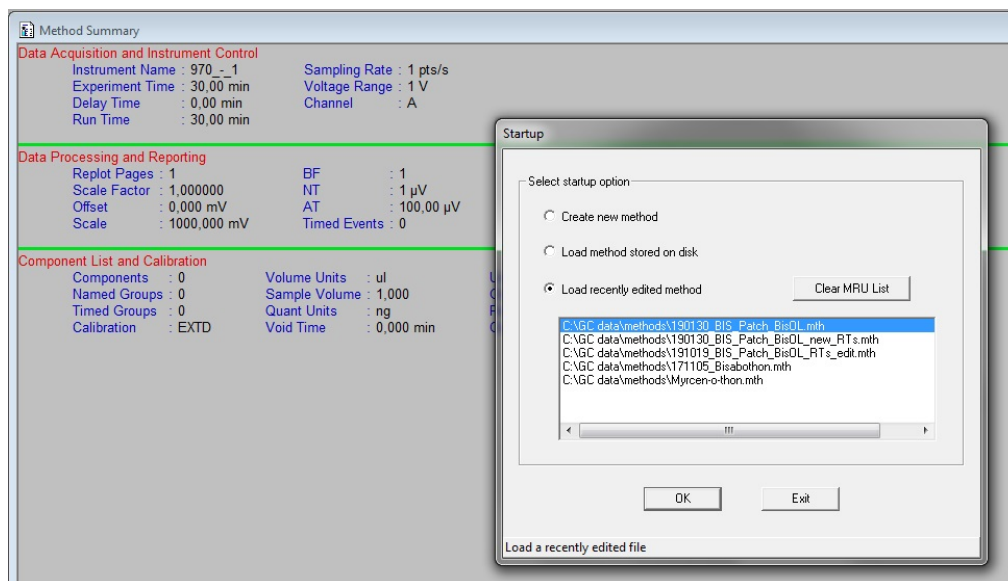 Method Summary
Data Acquisition and Instrument Control
Instrument Name : 970_-_1 Sampling Rate : 1 pts/s
Experiment Time : 30,00 min Voltage Range : 1 V
Delay Time : 0,00 min Channel : A
Run Time : 30,00 min
Data Processing and Reporting
Replot Pages : 1 BF : 1
Scale Factor : 1,000000 NT : 1 µV
Offset : 0,000 mV AT : 100,00 µV
Scale : 1000,000 mV Timed Events : 0
Component List and Calibration
Components : 0 Volume Units : ul
Named Groups : 0 Sample Volume : 1,000
Timed Groups : 0 Quant Units : ng
Calibration : EXTD Void Time : 0,000 min
Startup
Select startup option
Create new method
Load method stored on disk
Load recently edited method Clear MRU List
C:\GC data\methods\190130_BIS_Patch_BisOL.mth
C:\GC data\methods\190130_BIS_Patch_BisOL_new_RTs.mth
C:\GC data\methods\191019_BIS_Patch_BisOL_RTs_edit.mth
C:\GC data\methods\171105_Bisabothon.mth
C:\GC data\methods\Myrcen-o-thon.mth
OK Exit
Load a recently edited file